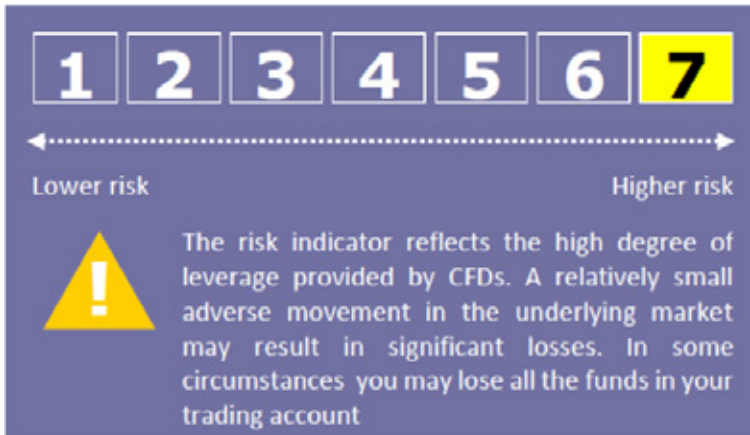 1 2 3 4 5 6 7
Lower risk Higher risk
!
The risk indicator reflects the high degree of
leverage provided by CFDs. A relatively small
adverse movement in the underlying market
may result in significant losses. In some
circumstances you may lose all the funds in your
trading account